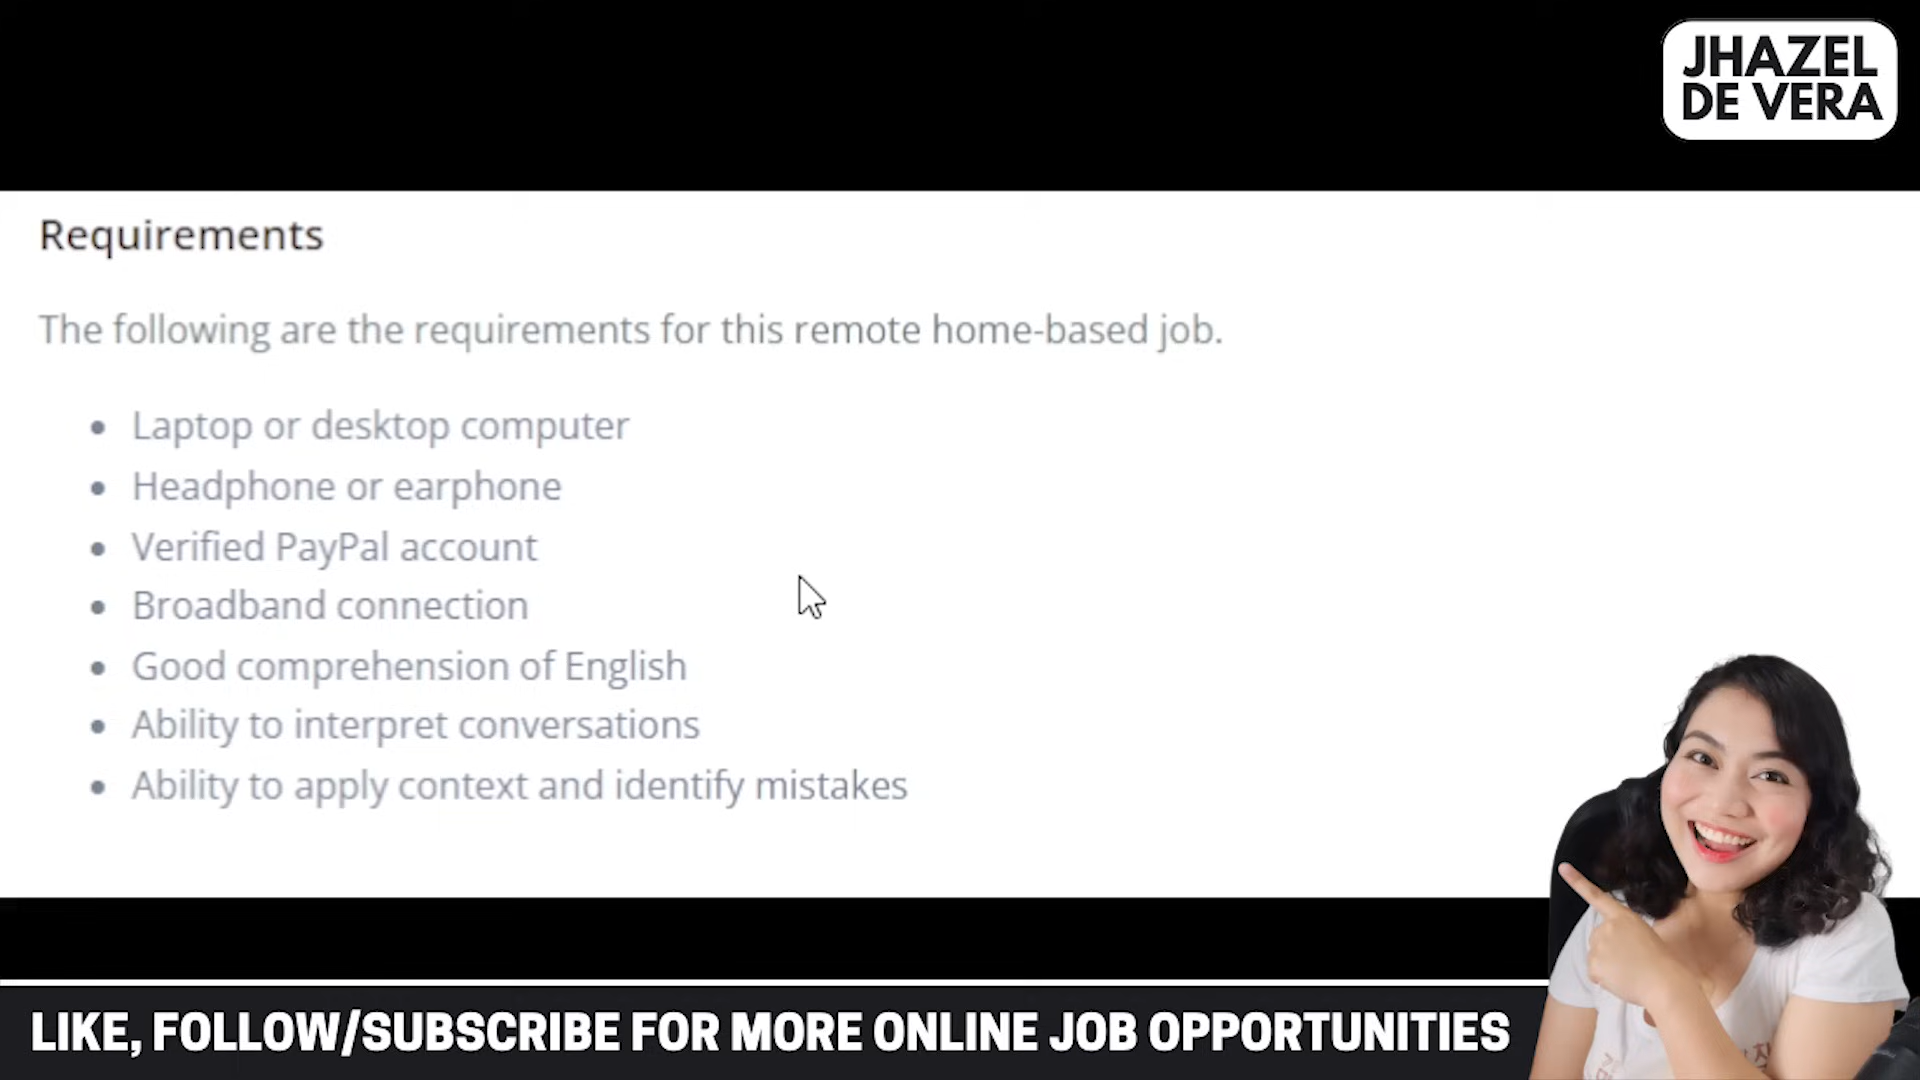 JHAZEL
DE VERA
Requirements
The following are the requirements for this remote home-based job.
• Laptop or desktop computer
• Headphone or earphone
• Verified PayPal account
• Broadband connection
• Good comprehension of English
• Ability to interpret conversations
• Ability to apply context and identify mistakes
LIKE, FOLLOW/SUBSCRIBE FOR MORE ONLINE JOB OPPORTUNITIES